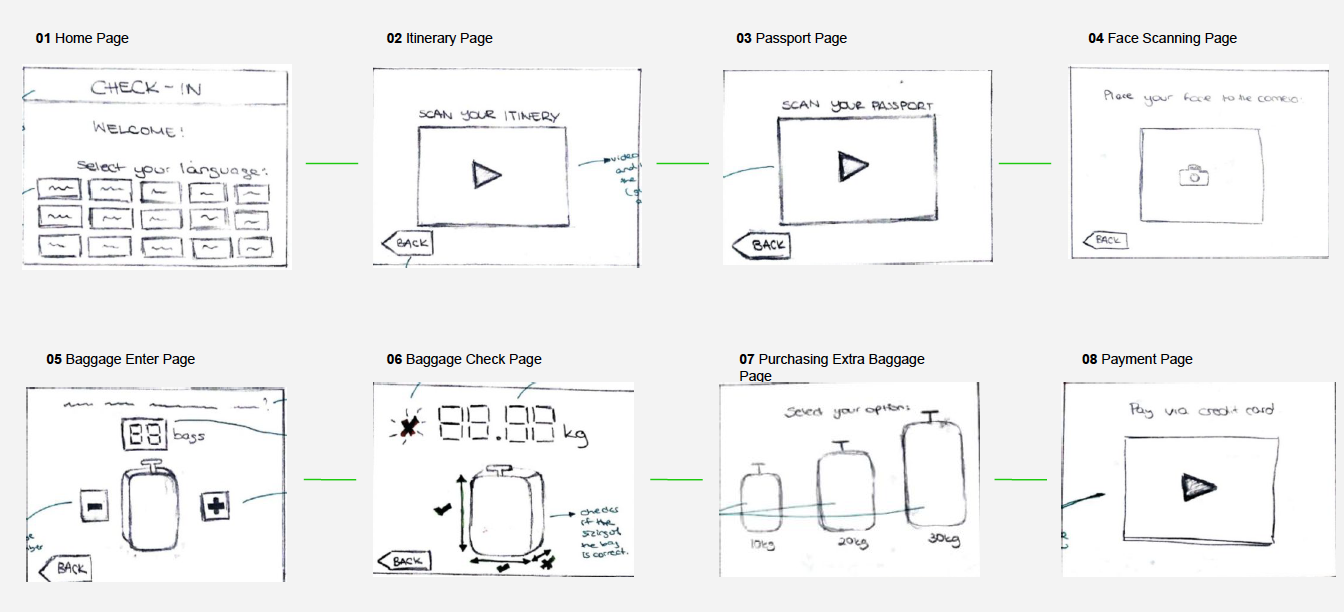 01 Home Page
CHECK-IN
WELCOME!
Select your language:
02 Itinerary Page
SCAN YOUR ITINERY
BACK
video
and
the
03 Passport Page
SCAN YOUR PASSPORT
BACK
04 Face Scanning Page
Place your face to the camera:
BACK
05 Baggage Enter Page
?
88 bags
-
+
BACK
06 Baggage Check Page
88.88 kg
checks
if the
sizing of
the bag
is correct.
BACK
07 Purchasing Extra Baggage
Page
Select your option:
10kg
20kg
30kg
08 Payment Page
Pay via credit card